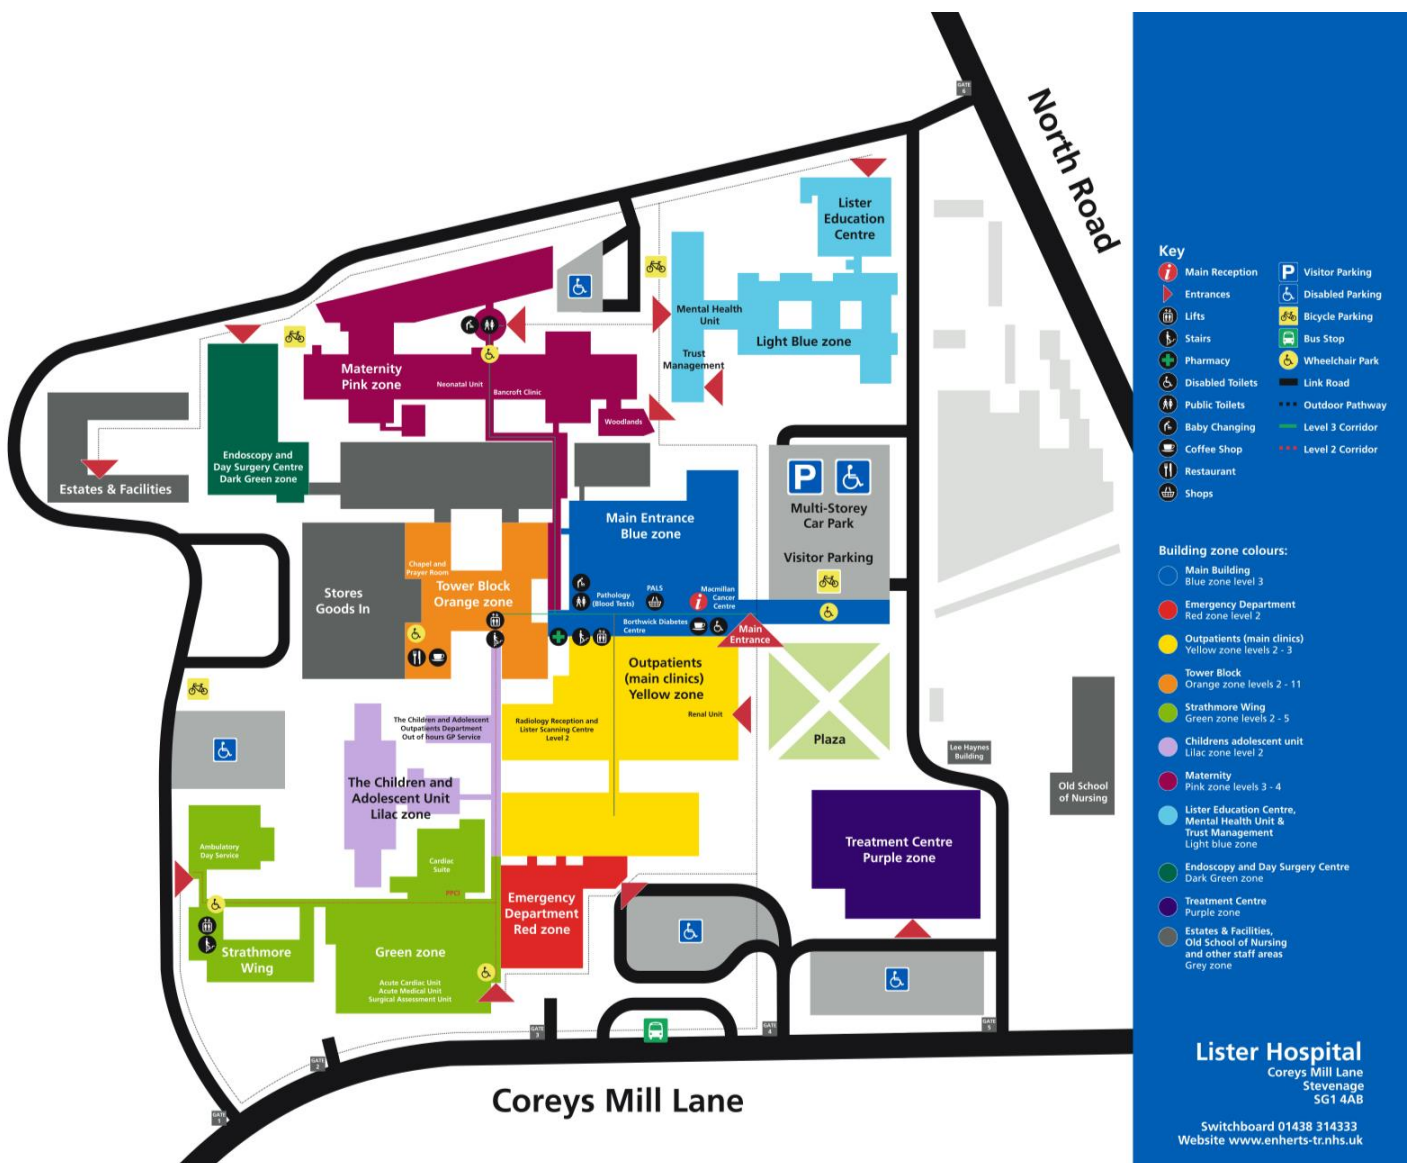 GATE
6
North Road
Lister
Education
Centre
Mental Health
Unit
Light Blue zone
Trust
Management
Maternity
Pink zone
Neonatal Unit
Bancroft Clinic
Woodlands
Endoscopy and
Day Surgery Centre
Dark Green zone
Estates & Facilities
P
Multi-Storey
Car Park
Visitor Parking
Main Entrance
Blue zone
Pathology
(Blood Tests)
PALS
i
Macmillan
Cancer
Centre
Borthwick Diabetes
Centre
Main
Entrance
Chapel and
Prayer Room
Tower Block
Orange zone
Stores
Goods In
Outpatients
(main clinics)
Yellow zone
Renal Unit
Radiology Reception and
Lister Scanning Centre
Level 2
The Children and Adolescent
Outpatients Department
Out of hours GP Service
The Children and
Adolescent Unit
Lilac zone
Plaza
Lee Haynes
Building
Old School
of Nursing
Treatment Centre
Purple zone
Ambulatory
Day Service
Cardiac
Suite
PPCI
Emergency
Department
Red zone
Strathmore
Wing
Green zone
Acute Cardiac Unit
Acute Medical Unit
Surgical Assessment Unit
GATE
1
GATE
2
GATE
3
GATE
4
GATE
5
Coreys Mill Lane
Key
i Main Reception
Entrances
Lifts
Stairs
Pharmacy
Disabled Toilets
Public Toilets
Baby Changing
Coffee Shop
Restaurant
Shops
P Visitor Parking
Disabled Parking
Bicycle Parking
Bus Stop
Wheelchair Park
Link Road
Outdoor Pathway
Level 3 Corridor
Level 2 Corridor
Building zone colours:
Main Building
Blue zone level 3
Emergency Department
Red zone level 2
Outpatients (main clinics)
Yellow zone levels 2 - 3
Tower Block
Orange zone levels 2 - 11
Strathmore Wing
Green zone levels 2 - 5
Childrens adolescent unit
Lilac zone level 2
Maternity
Pink zone levels 3 - 4
Lister Education Centre,
Mental Health Unit &
Trust Management
Light blue zone
Endoscopy and Day Surgery Centre
Dark Green zone
Treatment Centre
Purple zone
Estates & Facilities,
Old School of Nursing
and other staff areas
Grey zone
Lister Hospital
Coreys Mill Lane
Stevenage
SG1 4AB
Switchboard 01438 314333
Website www.enherts-tr.nhs.uk